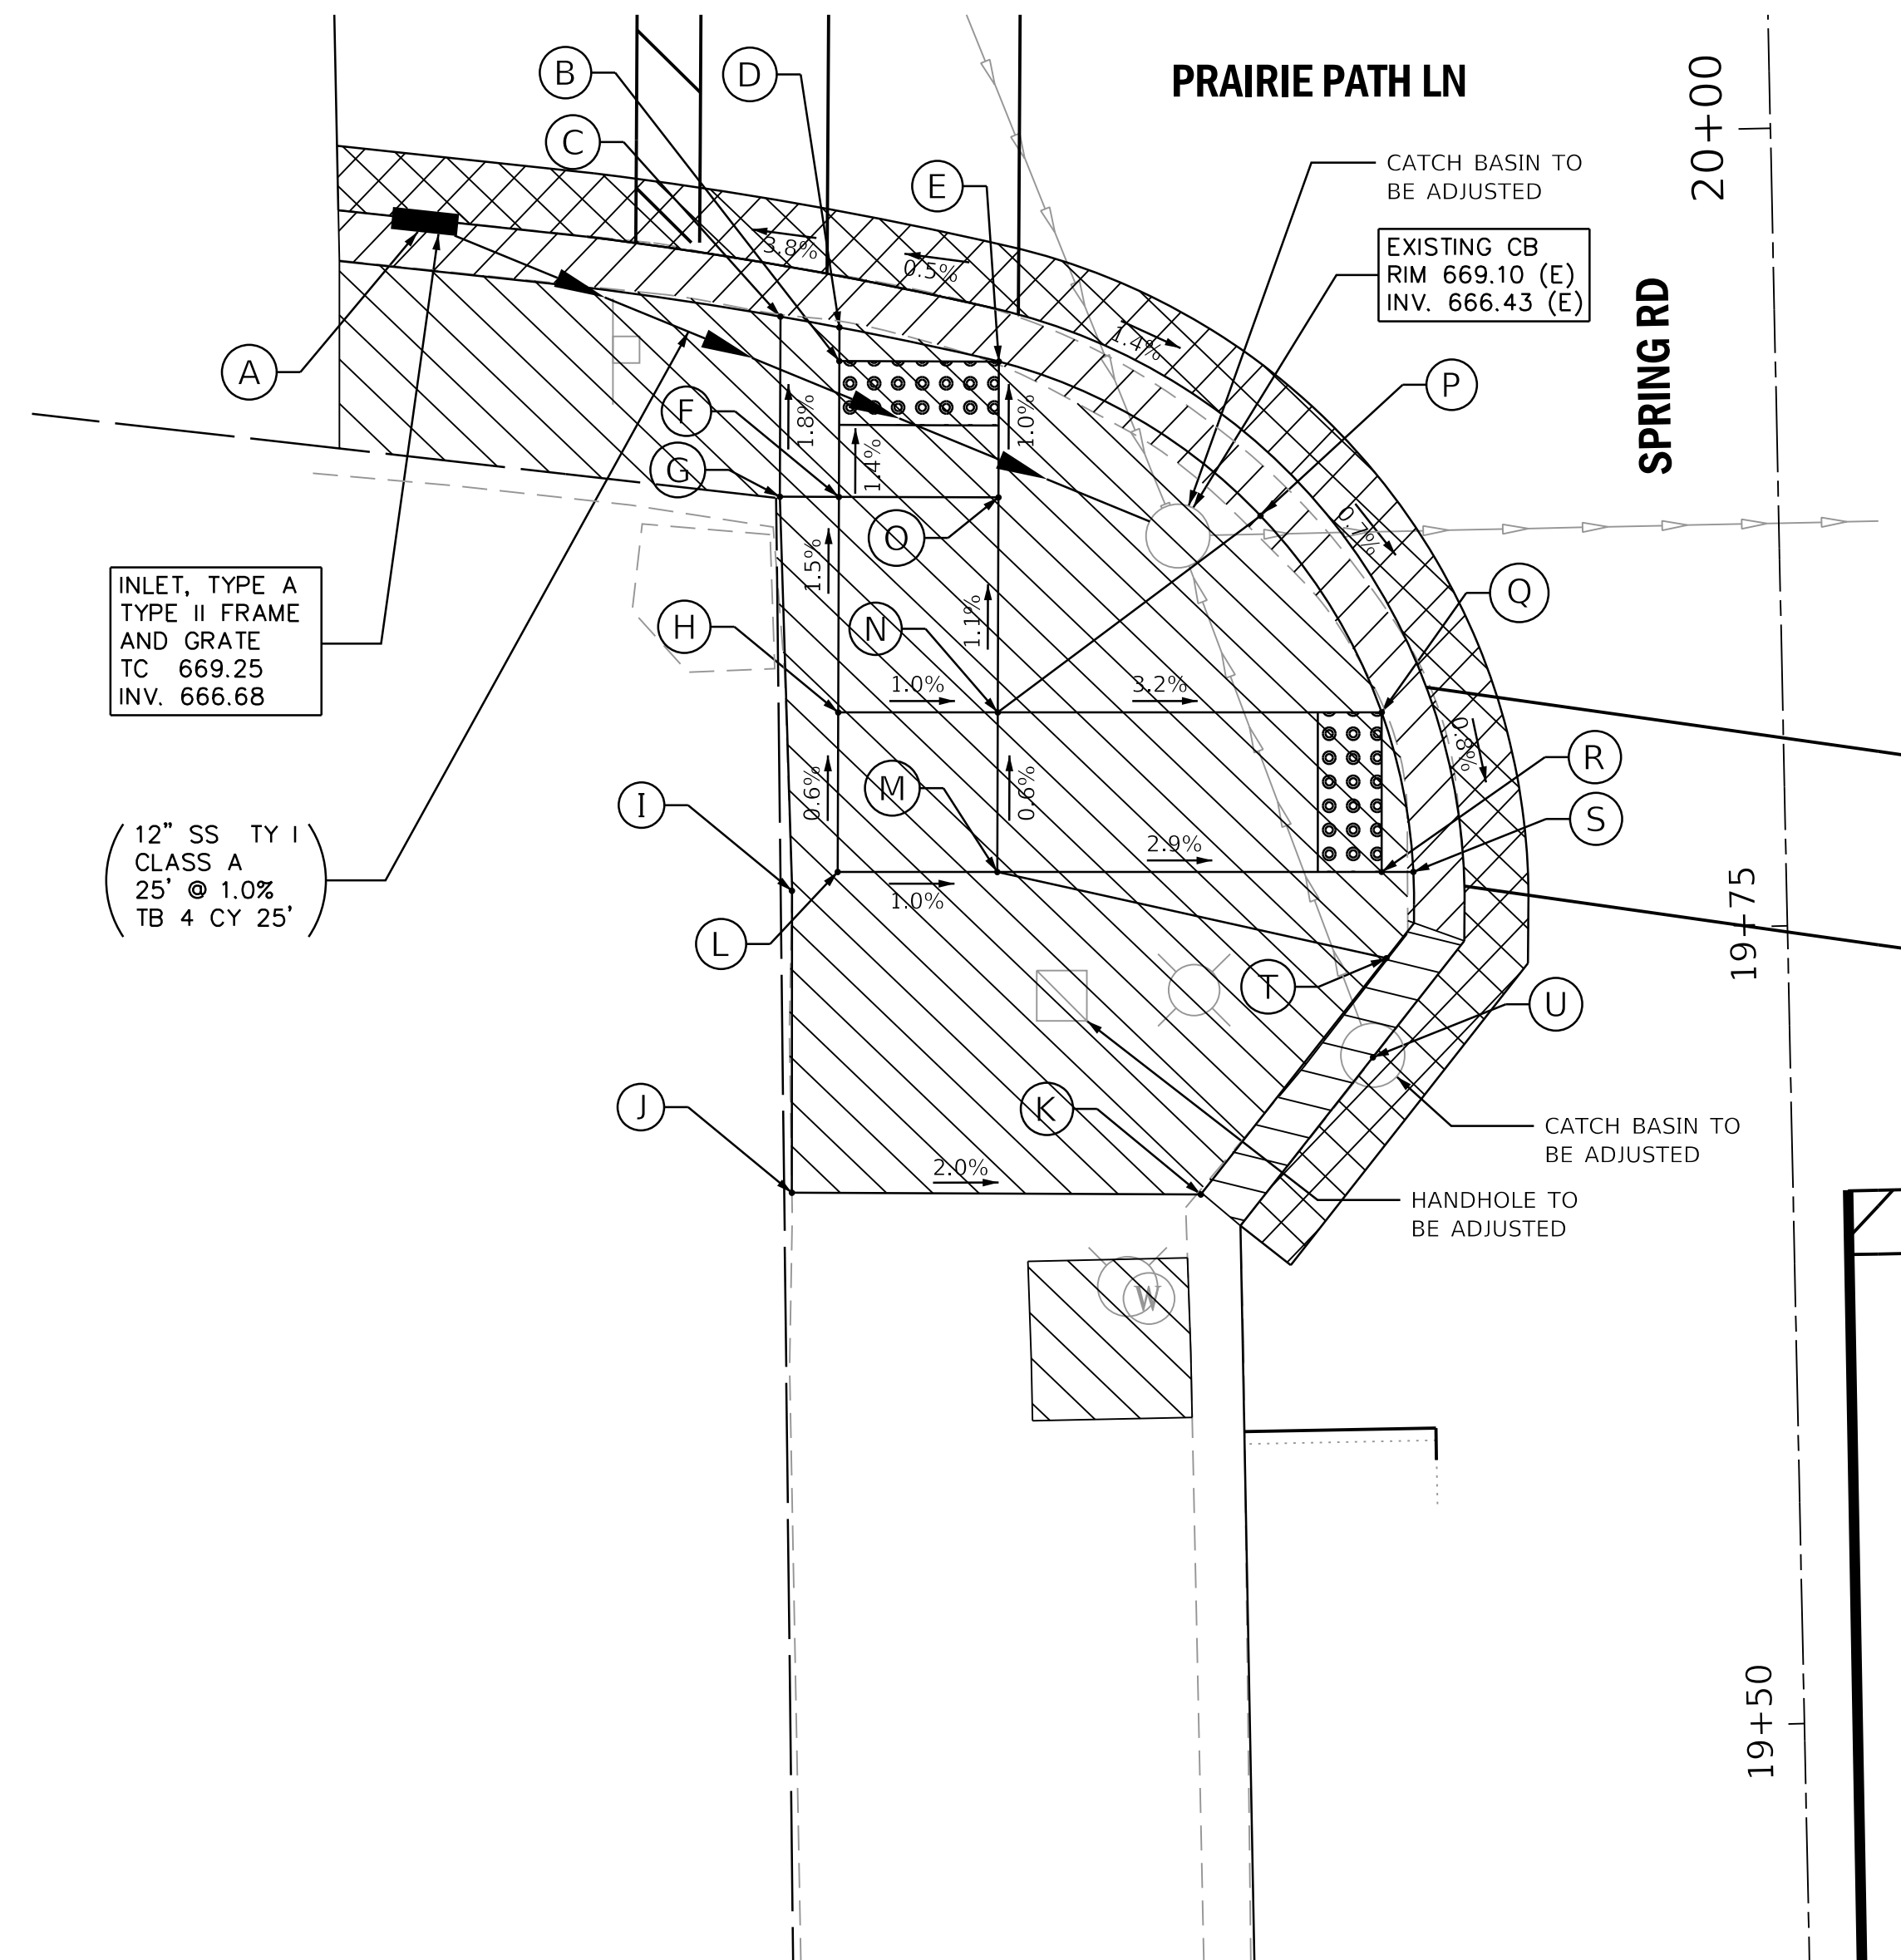 PRAIRIE PATH LN
SPRING RD
20+00
19+75
19+50
B
D
C
E
A
F
G
O
P
H
N
Q
I
M
R
S
L
T
U
J
K
CATCH BASIN TO
BE ADJUSTED
EXISTING CB
RIM 669.10 (E)
INV. 666.43 (E)
INLET, TYPE A
TYPE II FRAME
AND GRATE
TC 669.25
INV. 666.68
12" SS TY I
CLASS A
25' @ 1.0%
TB 4 CY 25'
3.8%
0.5%
1.4%
0.7%
0.8%
1.8%
1.4%
1.0%
1.5%
1.1%
1.0%
3.2%
0.6%
0.6%
2.9%
1.0%
2.0%
CATCH BASIN TO
BE ADJUSTED
HANDHOLE TO
BE ADJUSTED
W